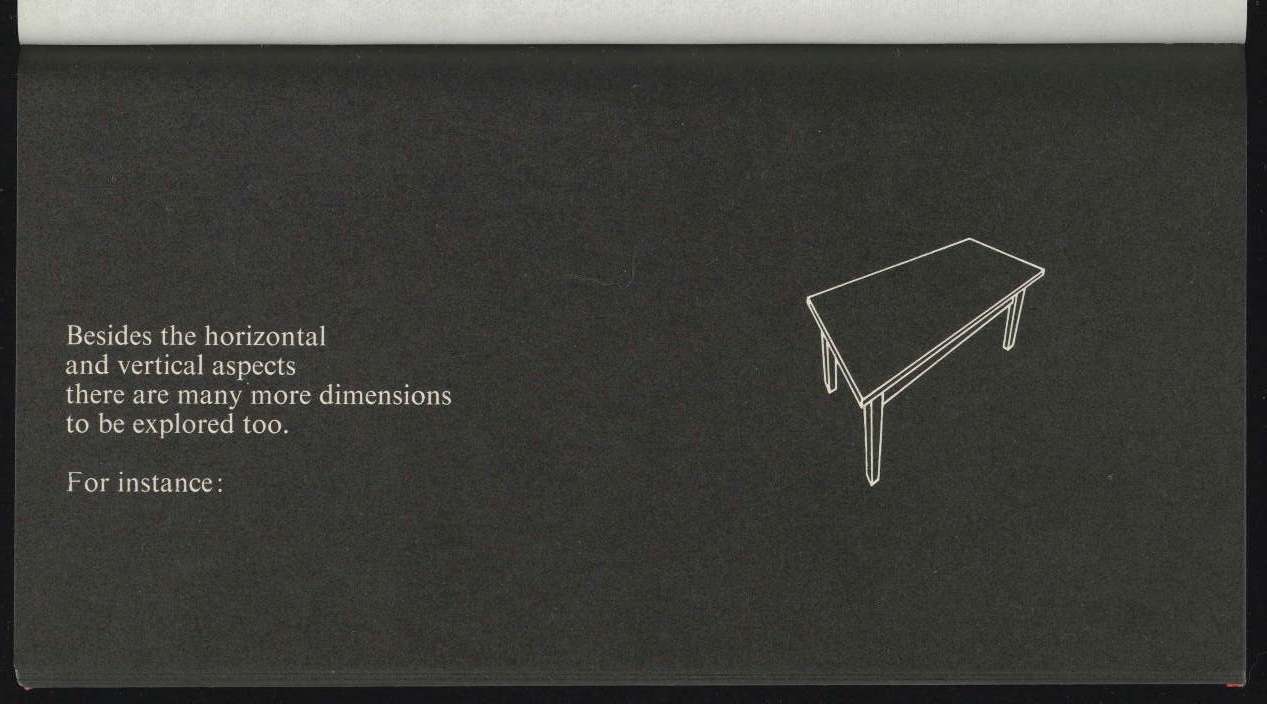 Besides the horizontal
and vertical aspects
there are many more dimensions
to be explored too.
For instance: